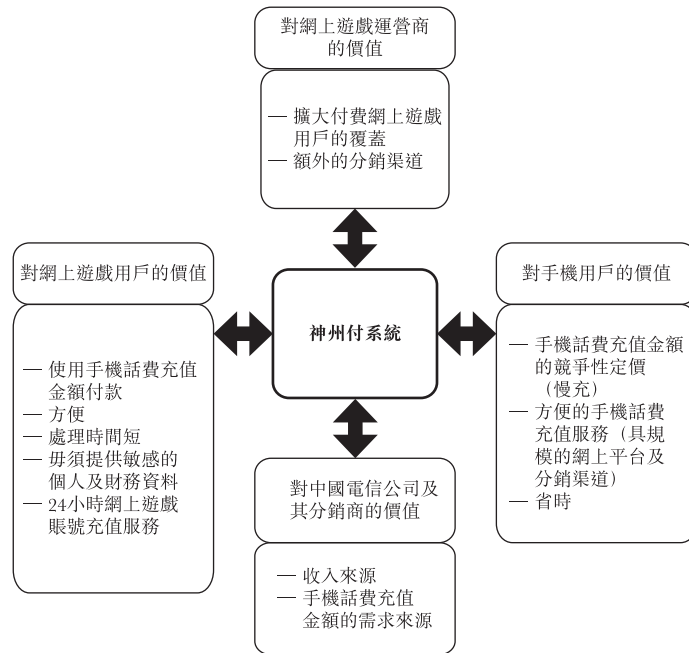 對網上遊戲運營商
的價值
— 擴大付費網上遊戲
用戶的覆蓋
— 額外的分銷渠道
對網上遊戲用戶的價值
— 使用手機話費充值
金額付款
— 方便
— 處理時間短
— 毋須提供敏感的
個人及財務資料
— 24小時網上遊戲
賬號充值服務
神州付系統
對手機用戶的價值
— 手機話費充值金額
的競爭性定價
（慢充）
— 方便的手機話費
充值服務（具規
模的網上平台及
分銷渠道）
— 省時
對中國電信公司及
其分銷商的價值
— 收入來源
— 手機話費充值
金額的需求來源